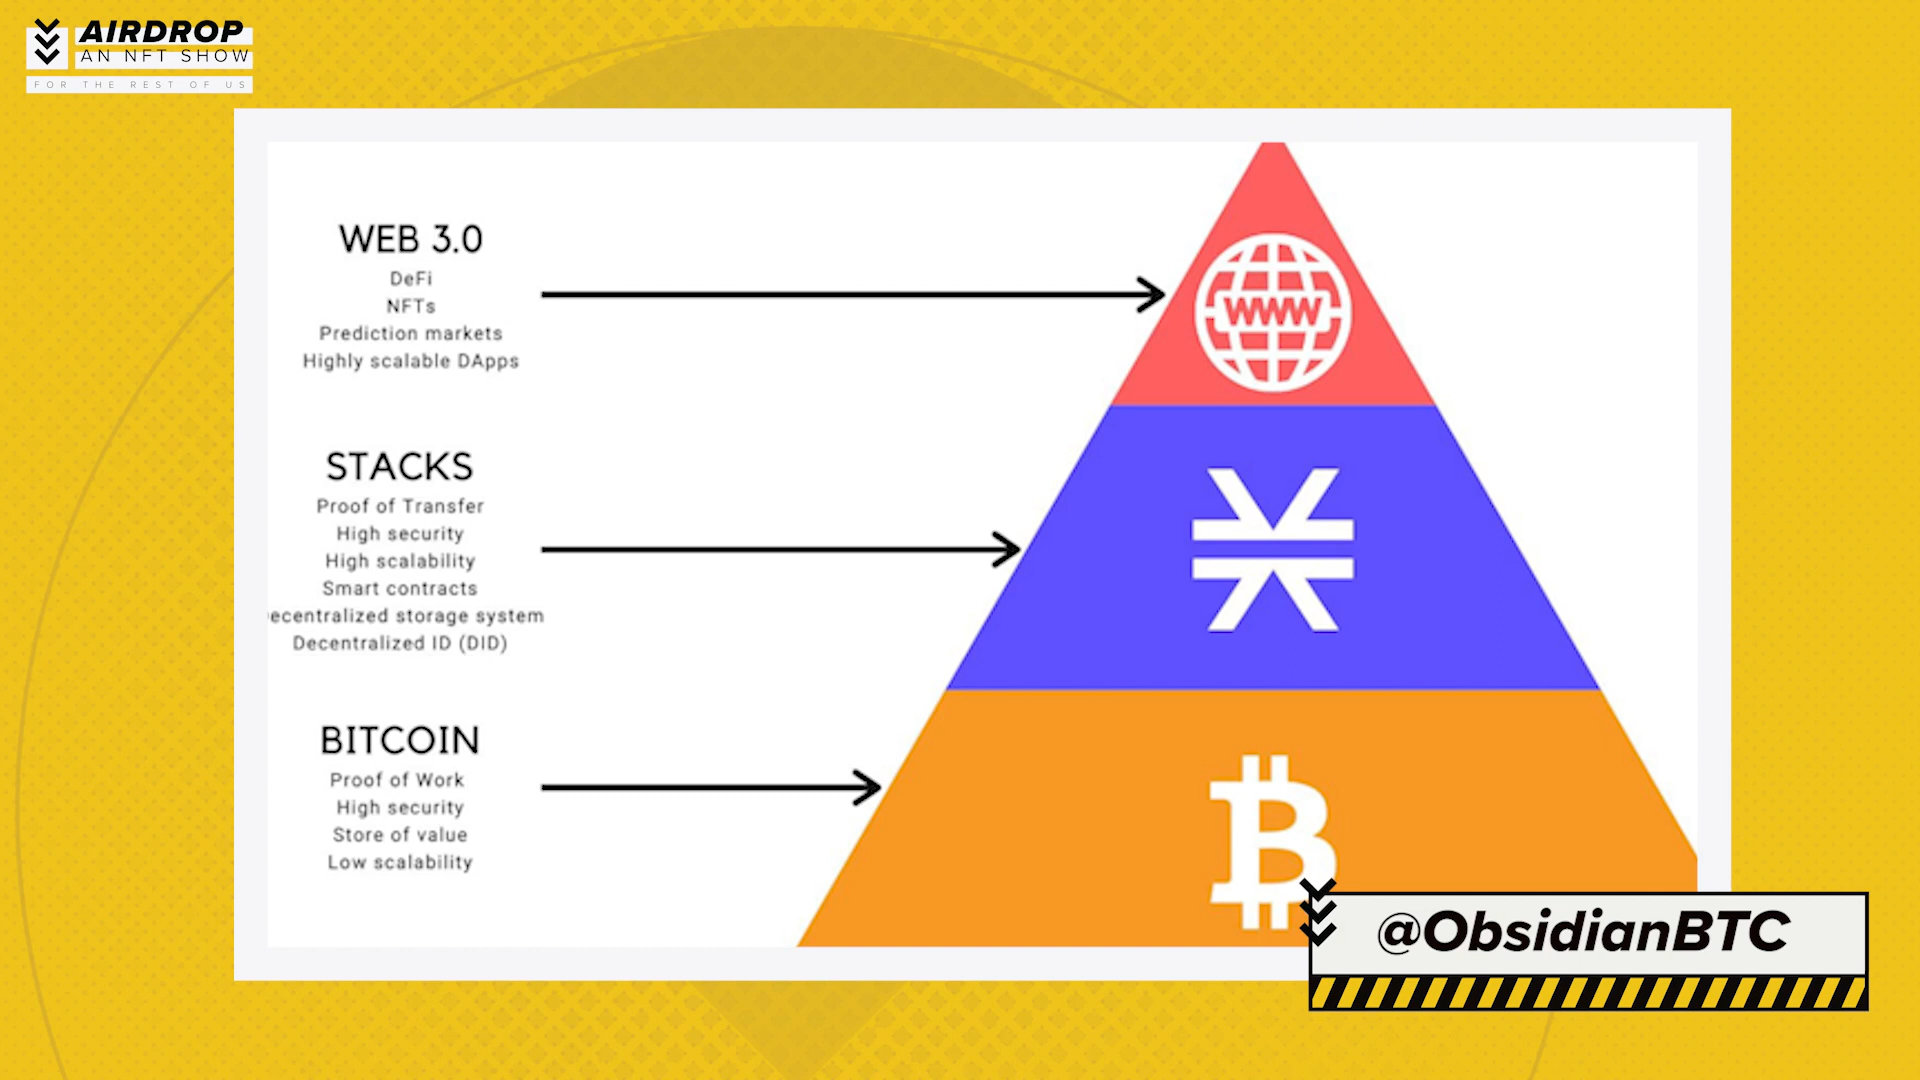 AIRDROP
AN NFT SHOW
FOR THE REST OF US
WEB 3.0
DeFi
NFTs
Prediction markets
Highly scalable DApps
WWW
STACKS
Proof of Transfer
High security
High scalability
Smart contracts
ecentralized storage system
Decentralized ID (DID)
BITCOIN
Proof of Work
High security
Store of value
Low scalability
@ObsidianBTC